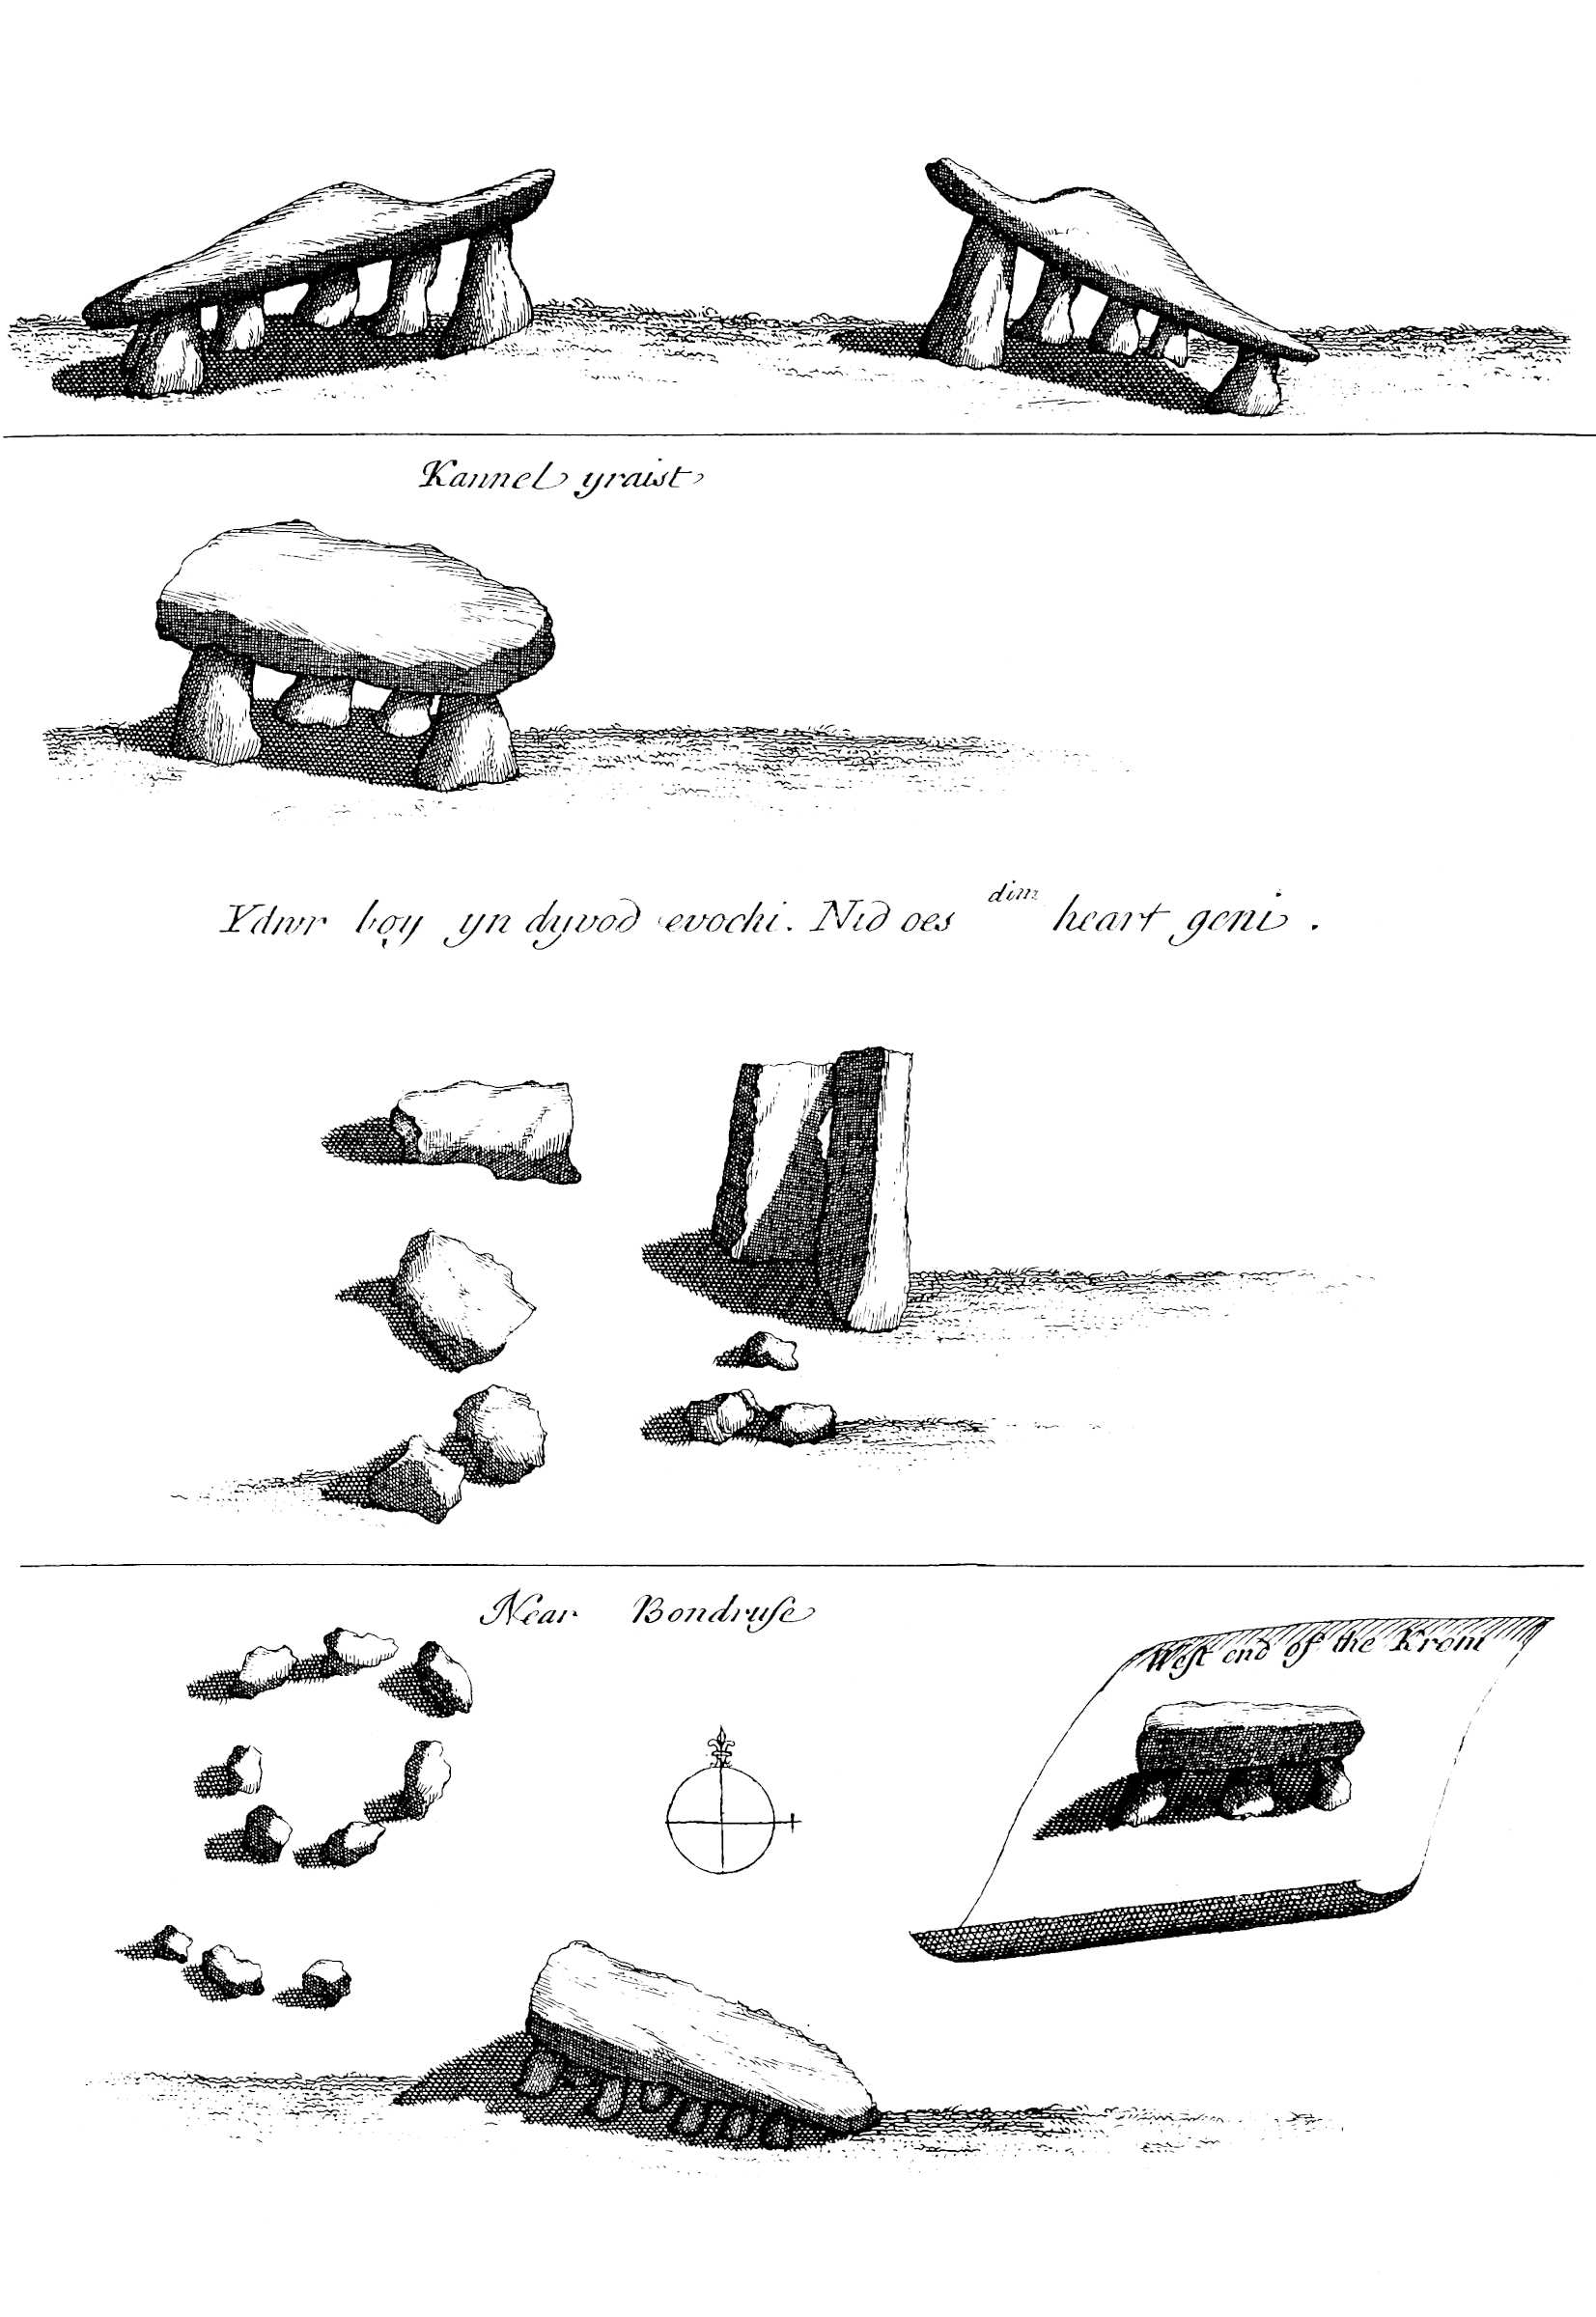 Kannel yraist
Ydwr boy yn dyvod evochi. Nid oes dim heart geni.
Near Bondruſe
Weſt end of the Krom